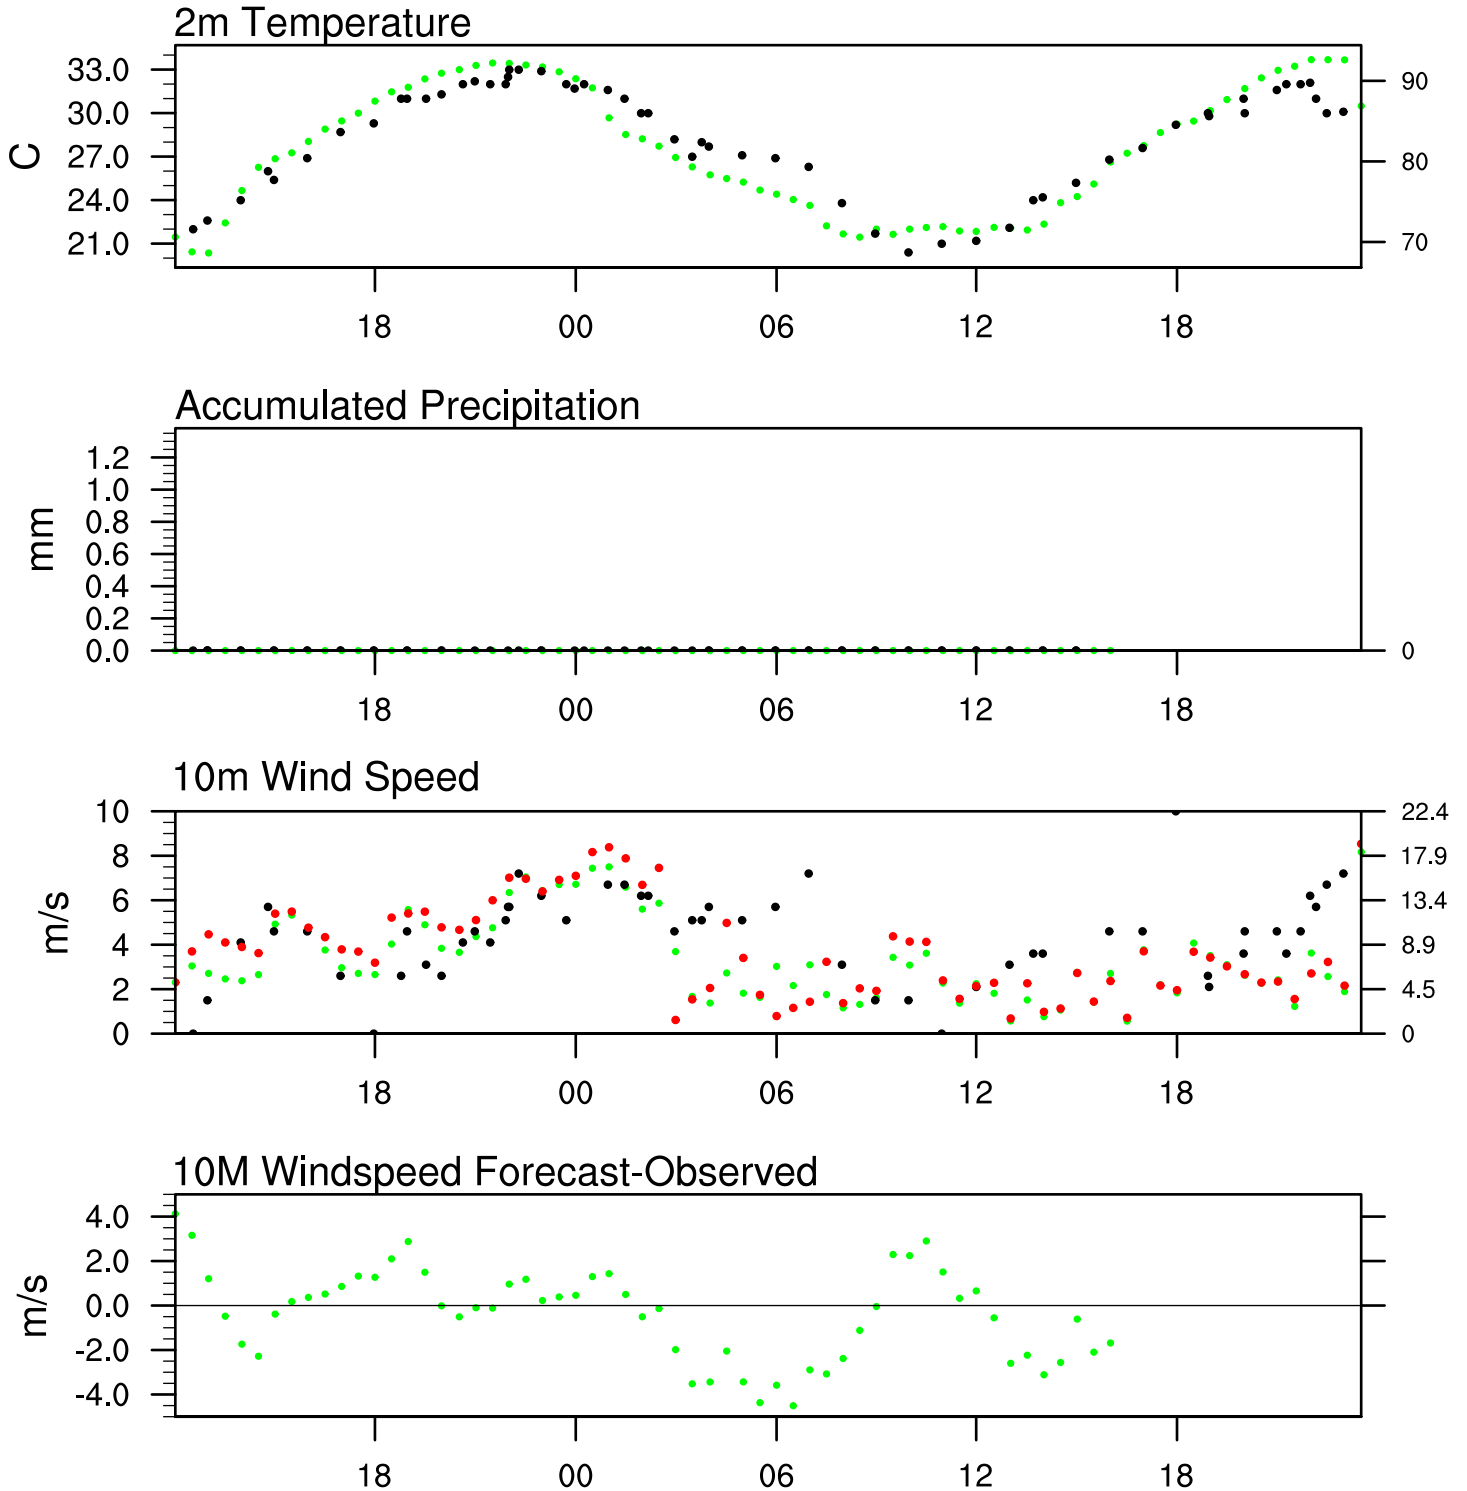 2m Temperature
33.0
30.0
27.0
24.0
21.0
C
90
80
70
18 00 06 12 18
Accumulated Precipitation
1.2
1.0
0.8
0.6
0.4
0.2
0.0
mm
0
18 00 06 12 18
10m Wind Speed
10
8
6
4
2
0
m/s
22.4
17.9
13.4
8.9
4.5
0
18 00 06 12 18
10M Windspeed Forecast-Observed
4.0
2.0
0.0
-2.0
-4.0
m/s
18 00 06 12 18